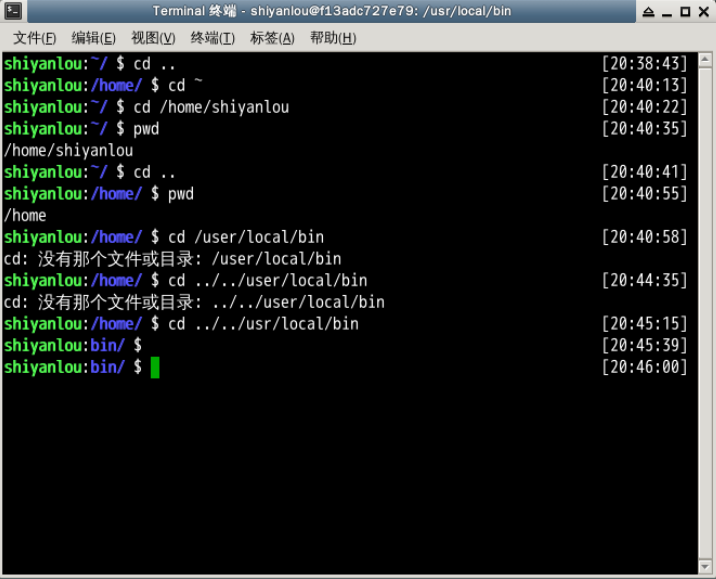 Terminal 终端 - shiyanlou@f13adc727e79: /usr/local/bin
文件(F) 编辑(E) 视图(V) 终端(T) 标签(A) 帮助(H)
shiyanlou:~/ $ cd .. [20:38:43]
shiyanlou:/home/ $ cd ~ [20:40:13]
shiyanlou:~/ $ cd /home/shiyanlou [20:40:22]
shiyanlou:~/ $ pwd [20:40:35]
/home/shiyanlou
shiyanlou:~/ $ cd .. [20:40:41]
shiyanlou:/home/ $ pwd [20:40:55]
/home
shiyanlou:/home/ $ cd /user/local/bin [20:40:58]
cd: 没有那个文件或目录: /user/local/bin
shiyanlou:/home/ $ cd ../../user/local/bin [20:44:35]
cd: 没有那个文件或目录: ../../user/local/bin
shiyanlou:/home/ $ cd ../../usr/local/bin [20:45:15]
shiyanlou:bin/ $ [20:45:39]
shiyanlou:bin/ $ [20:46:00]